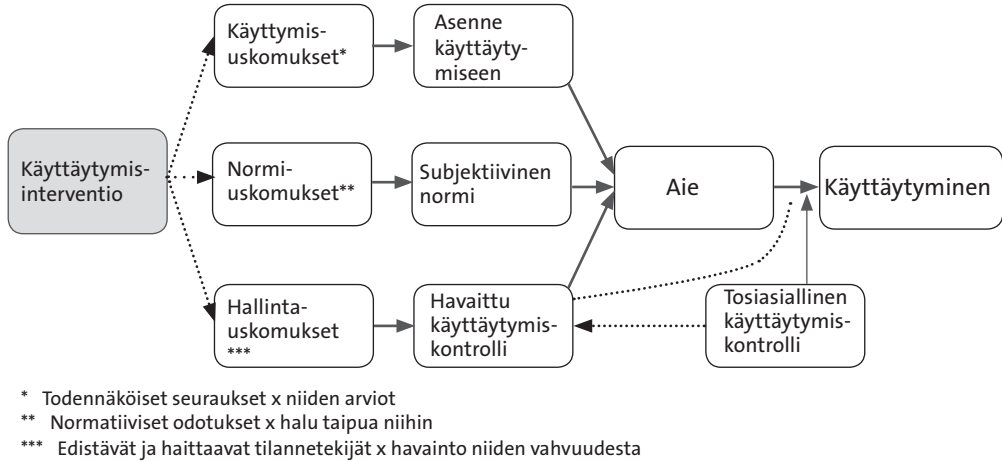 Käyttymis-
uskomukset*
Asenne
käyttäyty-
miseen
Käyttäytymis-
interventio
Normi-
uskomukset**
Subjektiivinen
normi
Aie
Käyttäytyminen
Hallinta-
uskomukset
***
Havaittu
käyttäytymis-
kontrolli
Tosiasiallinen
käyttäytymis-
kontrolli
* Todennäköiset seuraukset x niiden arviot
** Normatiiviset odotukset x halu taipua niihin
*** Edistävät ja haittaavat tilannetekijät x havainto niiden vahvuudesta